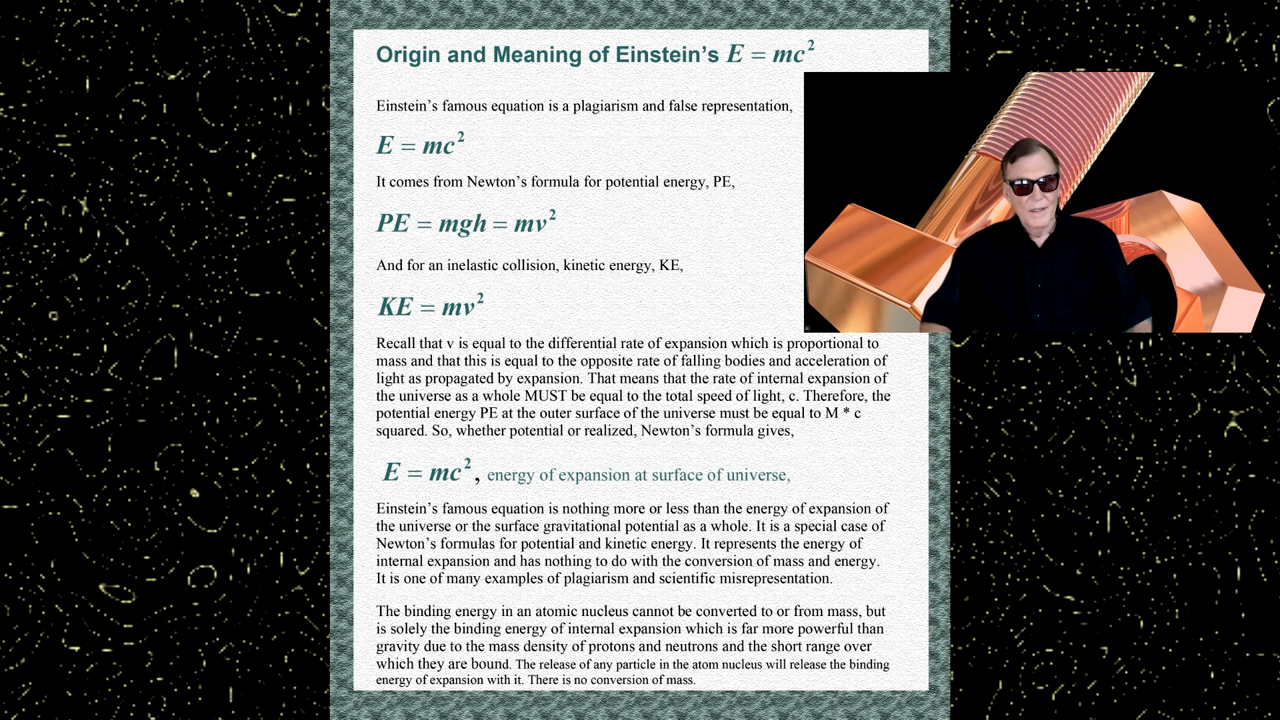 Origin and Meaning of Einstein's E = mc²
Einstein's famous equation is a plagiarism and false representation,
E = mc²
It comes from Newton's formula for potential energy, PE,
PE = mgh = mv²
And for an inelastic collision, kinetic energy, KE,
KE = mv²
Recall that v is equal to the differential rate of expansion which is proportional to
mass and that this is equal to the opposite rate of falling bodies and acceleration of
light as propagated by expansion. That means that the rate of internal expansion of
the universe as a whole MUST be equal to the total speed of light, c. Therefore, the
potential energy PE at the outer surface of the universe must be equal to M * c
squared. So, whether potential or realized, Newton's formula gives,
E = mc², energy of expansion at surface of universe,
Einstein's famous equation is nothing more or less than the energy of expansion of
the universe or the surface gravitational potential as a whole. It is a special case of
Newton's formulas for potential and kinetic energy. It represents the energy of
internal expansion and has nothing to do with the conversion of mass and energy.
It is one of many examples of plagiarism and scientific misrepresentation.
The binding energy in an atomic nucleus cannot be converted to or from mass, but
is solely the binding energy of internal expansion which is far more powerful than
gravity due to the mass density of protons and neutrons and the short range over
which they are bound. The release of any particle in the atom nucleus will release the binding
energy of expansion with it. There is no conversion of mass.